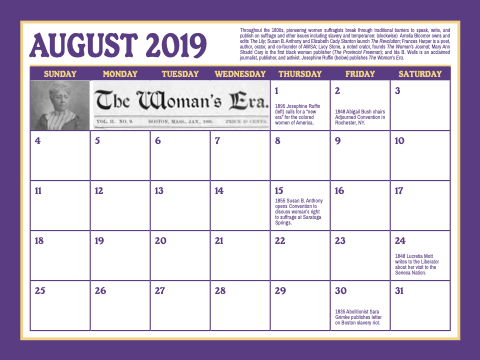 AUGUST 2019
Throughout the 1800s, pioneering women suffragists break through traditional barriers to speak, write, and
publish on suffrage and other issues including slavery and temperance: (clockwise) Amelia Bloomer owns and
edits The Lily; Susan B. Anthony and Elizabeth Cady Stanton launch The Revolution; Frances Harper is a poet,
author, orator, and co-founder of AWSA; Lucy Stone, a noted orator, founds The Woman's Journal; Mary Ann
Shadd Cary is the first black woman publisher (The Provincial Freeman); and Ida B. Wells is an acclaimed
journalist, publisher, and activist. Josephine Ruffin (below) publishes The Woman's Era.
SUNDAY MONDAY TUESDAY WEDNESDAY THURSDAY FRIDAY SATURDAY
The Woman's Era.
VOL. II. NO. 9. BOSTON, MASS., JAN., 1896. PRICE 10 CENTS.
1 2 3
1895 Josephine Ruffin
(left) calls for a "new
era" for the colored
women of America.
1848 Abigail Bush chairs
Adjourned Convention in
Rochester, NY.
4 5 6 7 8 9 10
11 12 13 14 15 16 17
1855 Susan B. Anthony
opens Convention to
discuss woman's right
to suffrage at Saratoga
Springs.
18 19 20 21 22 23 24
1848 Lucretia Mott
writes to the Liberator
about her visit to the
Seneca Nation.
25 26 27 28 29 30 31
1835 Abolitionist Sara
Grimke publishes letter
on Boston slavery riot.